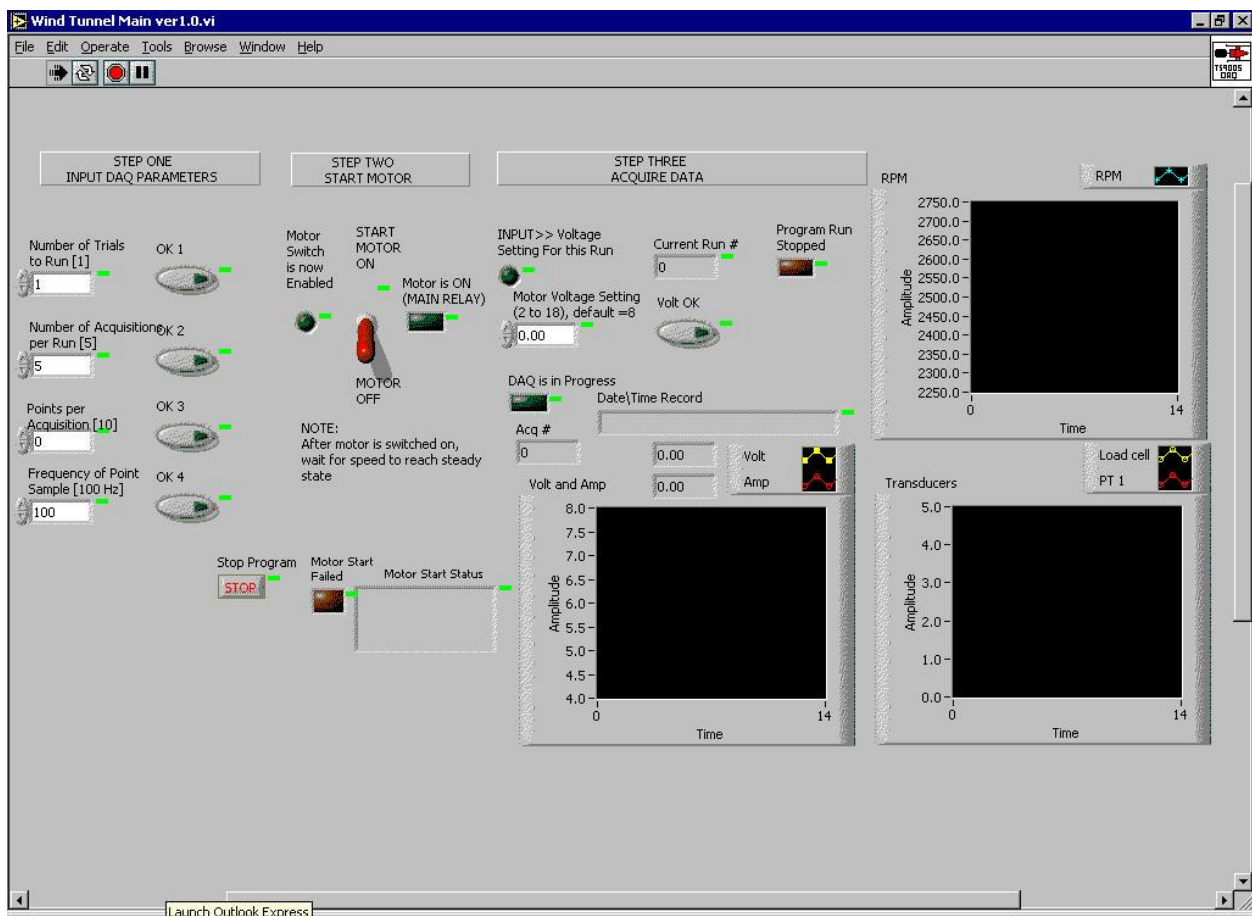 Wind Tunnel Main ver1.0.vi
File Edit Operate Tools Browse Window Help
TS9005
DAQ
STEP ONE
INPUT DAQ PARAMETERS
Number of Trials
to Run [1]
1
OK 1
Number of Acquisitions
per Run [5]
5
OK 2
Points per
Acquisition [10]
0
OK 3
Frequency of Point
Sample [100 Hz]
100
OK 4
STEP TWO
START MOTOR
Motor
Switch
is now
Enabled
START
MOTOR
ON
Motor is ON
(MAIN RELAY)
MOTOR
OFF
NOTE:
After motor is switched on,
wait for speed to reach steady
state
Stop Program
STOP
Motor Start
Failed
Motor Start Status
STEP THREE
ACQUIRE DATA
INPUT>> Voltage
Setting For this Run
Current Run #
0
Program Run
Stopped
Motor Voltage Setting
(2 to 18), default =8
0.00
Volt OK
DAQ is in Progress
Date\Time Record
Acq #
0
0.00
0.00
Volt
Amp
Volt and Amp
8.0
7.5
7.0
6.5
6.0
5.5
5.0
4.5
4.0
Amplitude
0
14
Time
RPM
RPM
2750.0
2700.0
2650.0
2600.0
2550.0
2500.0
2450.0
2400.0
2350.0
2300.0
2250.0
Amplitude
0
14
Time
Transducers
Load cell
PT 1
5.0
4.0
3.0
2.0
1.0
0.0
Amplitude
0
14
Time
Launch Outlook Express